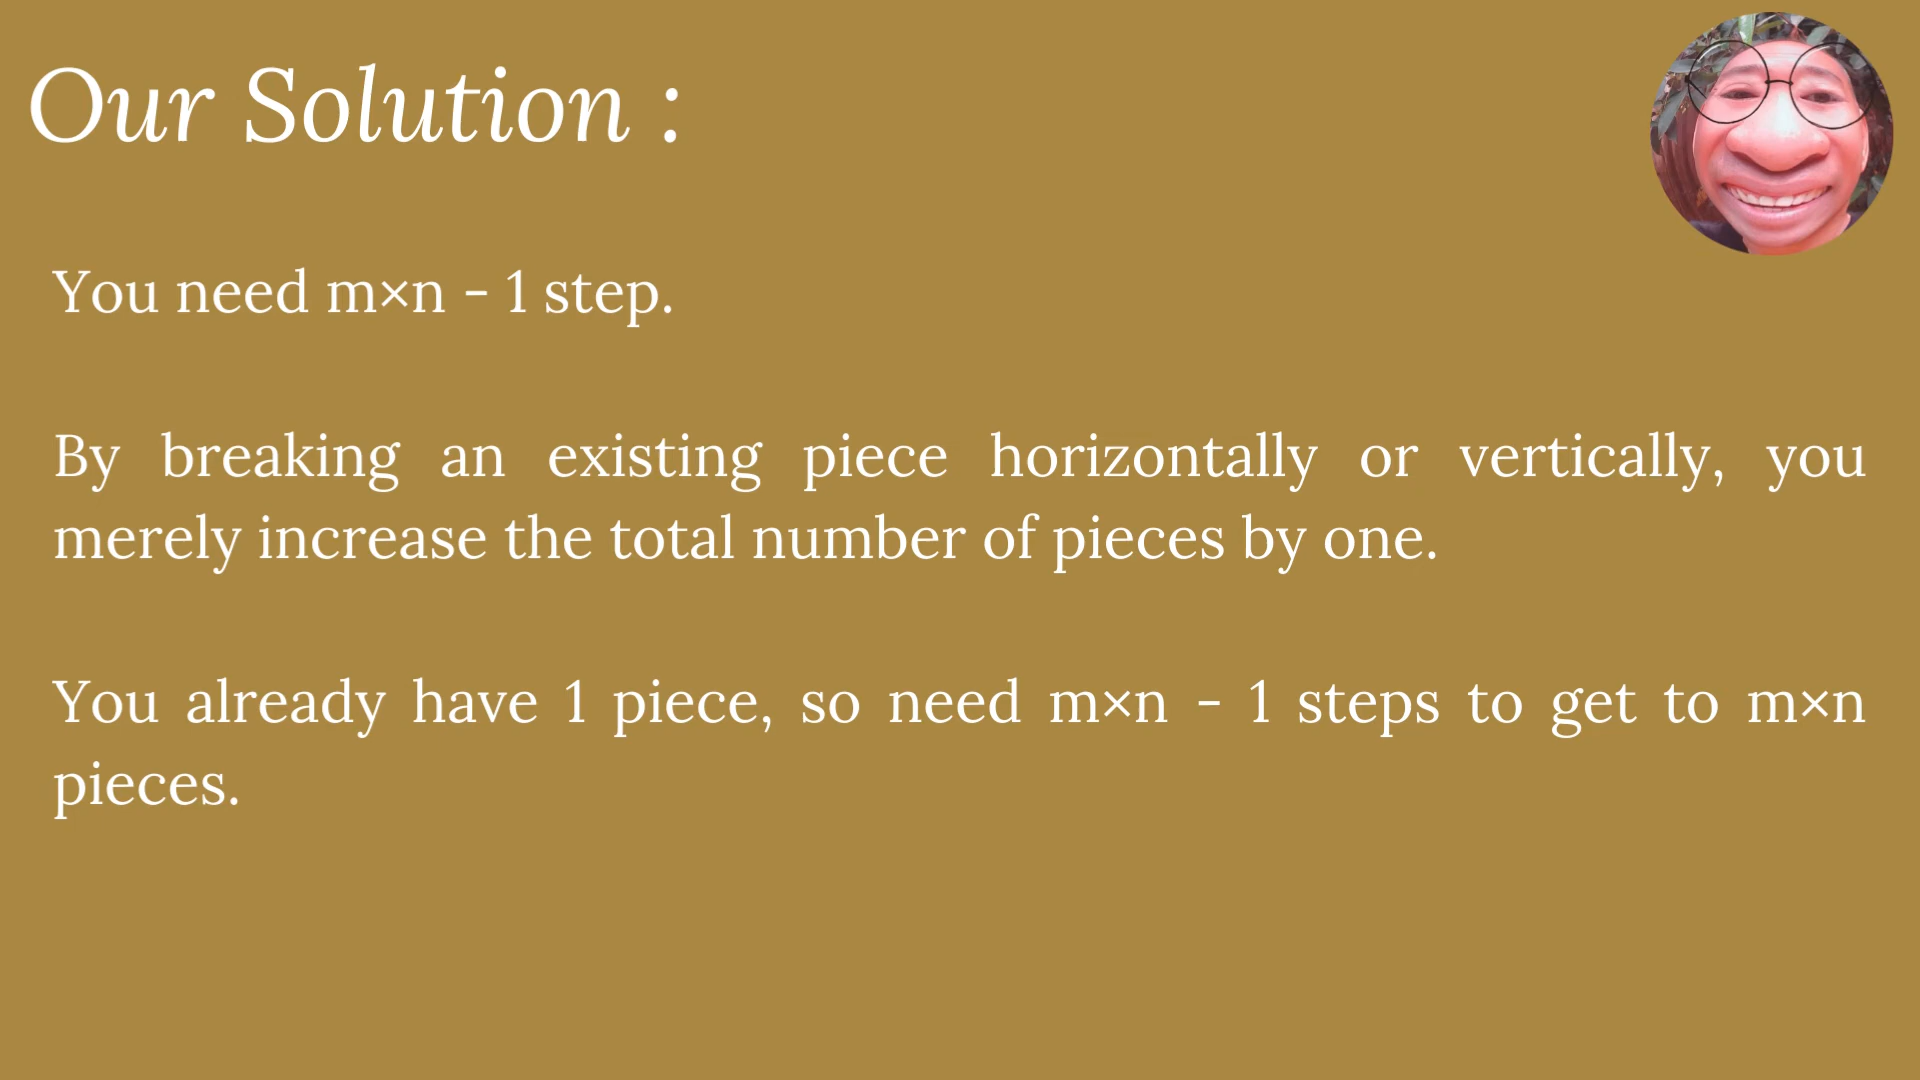 Our Solution :
You need m×n - 1 step.
By breaking an existing piece horizontally or vertically, you
merely increase the total number of pieces by one.
You already have 1 piece, so need m×n - 1 steps to get to m×n
pieces.